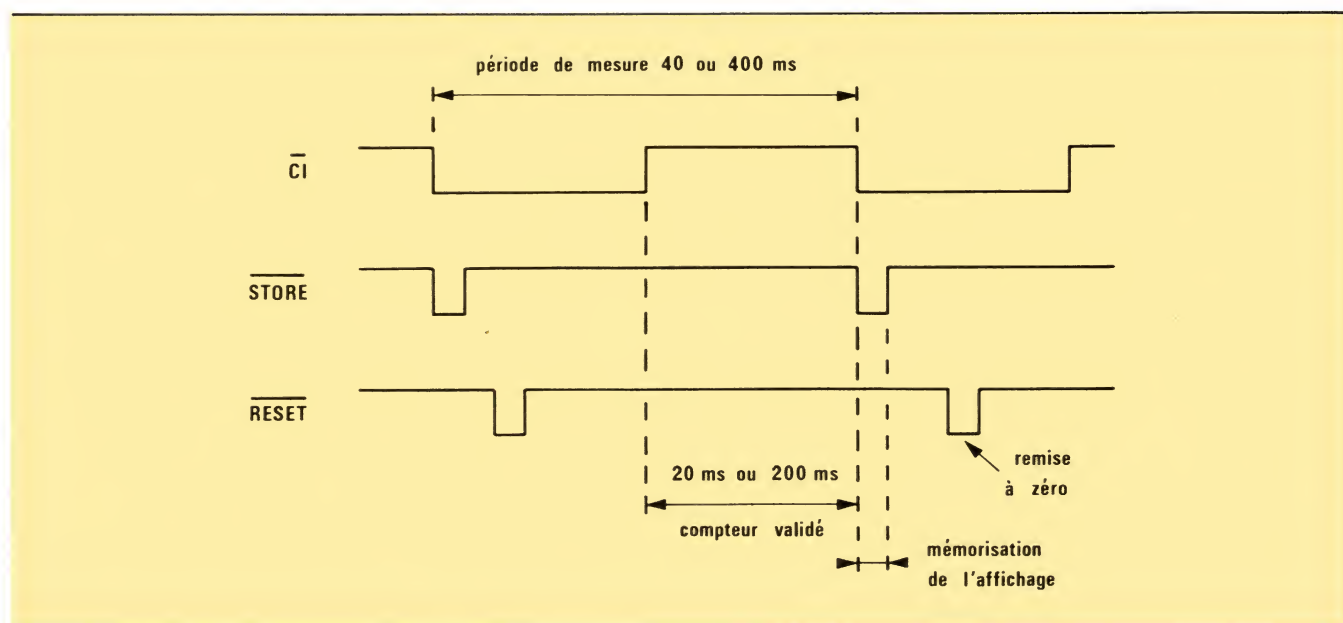 période de mesure 40 ou 400 ms
CI
STORE
RESET
remise
à zéro
20 ms ou 200 ms
compteur validé
mémorisation
de l'affichage